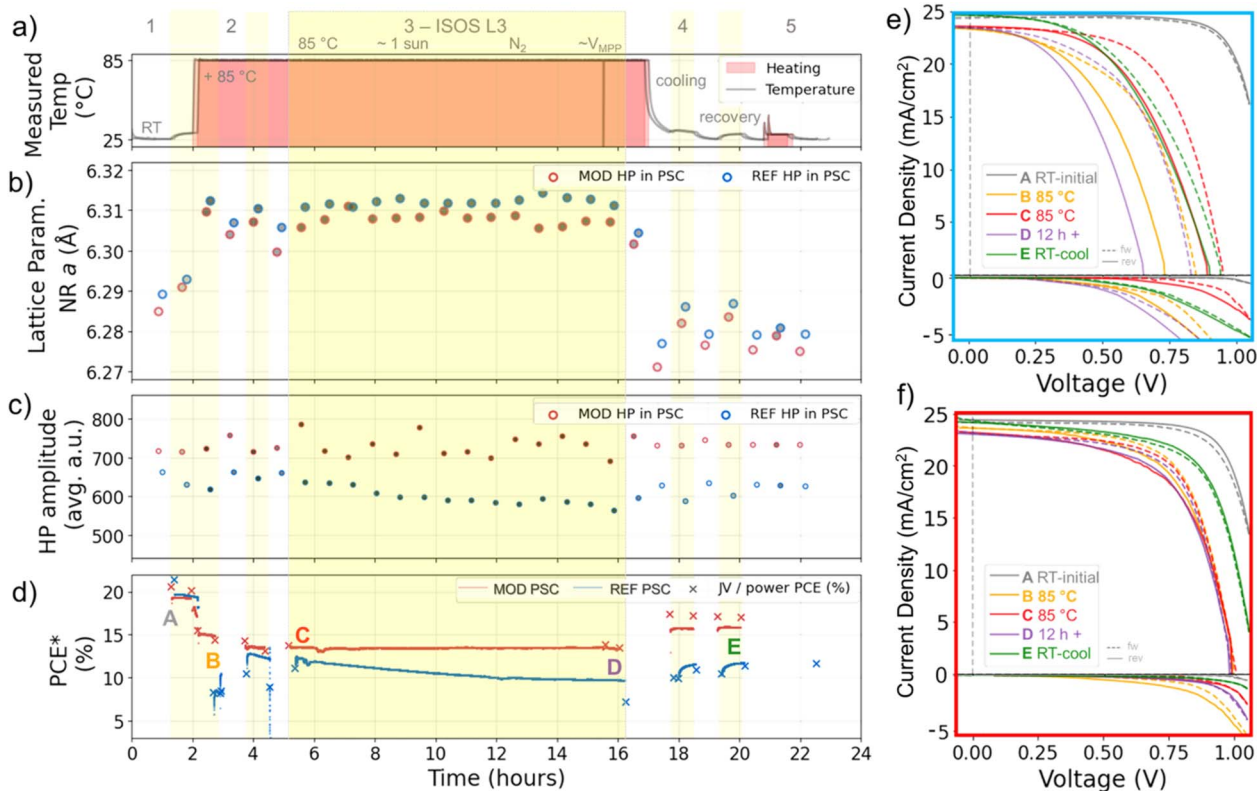 a)
1
2
3 – ISOS L3
4
5
85 °C
~ 1 sun
N₂
~V_MPP
+ 85 °C
RT
cooling
recovery
Heating
Temperature
Measured
Temp
(°C)
85
25
b)
MOD HP in PSC
REF HP in PSC
Lattice Param.
NR a (Å)
6.32
6.31
6.30
6.29
6.28
6.27
c)
MOD HP in PSC
REF HP in PSC
HP amplitude
(avg. a.u.)
800
700
600
500
d)
MOD PSC
REF PSC
JV / power PCE (%)
A
B
C
D
E
PCE*
(%)
20
15
10
5
0 2 4 6 8 10 12 14 16 18 20 22 24
Time (hours)
e)
Current Density (mA/cm²)
25
20
15
10
5
0
-5
A RT-initial
B 85 °C
C 85 °C
D 12 h +
E RT-cool
fw
rev
0.00 0.25 0.50 0.75 1.00
Voltage (V)
f)
Current Density (mA/cm²)
25
20
15
10
5
0
-5
A RT-initial
B 85 °C
C 85 °C
D 12 h +
E RT-cool
fw
rev
0.00 0.25 0.50 0.75 1.00
Voltage (V)